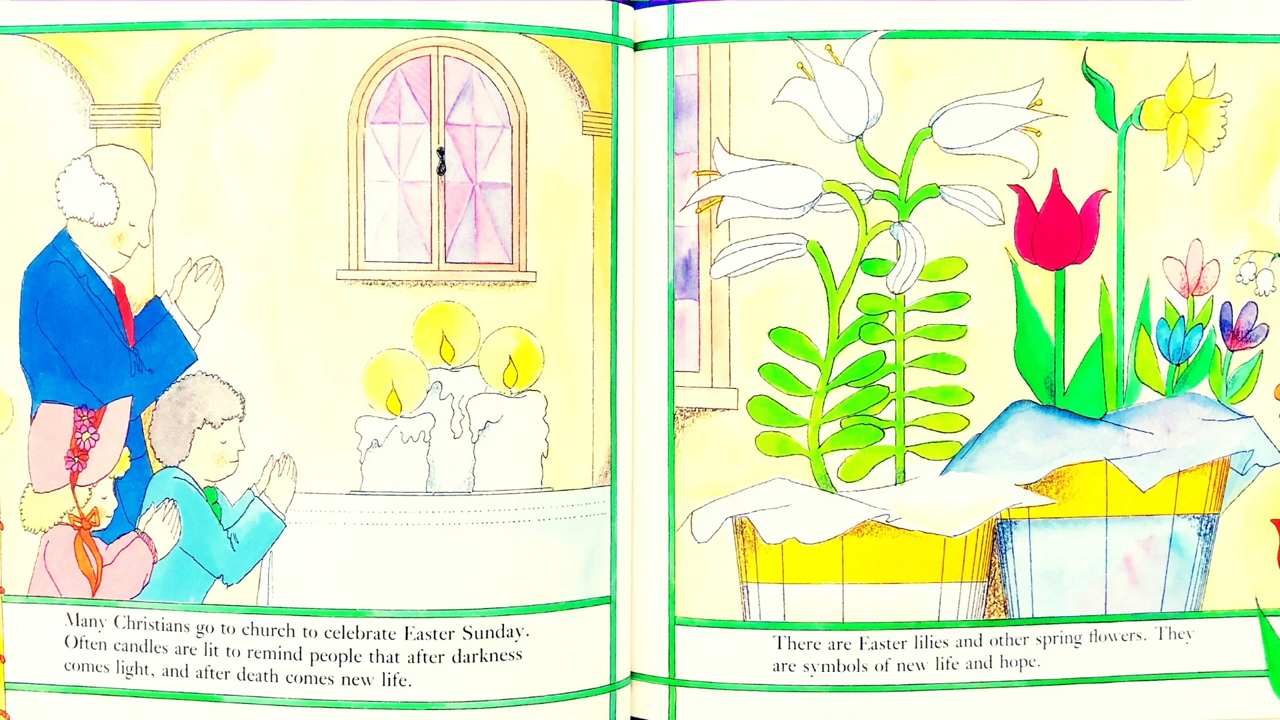 Many Christians go to church to celebrate Easter Sunday.
Often candles are lit to remind people that after darkness
comes light, and after death comes new life.
There are Easter lilies and other spring flowers. They
are symbols of new life and hope.